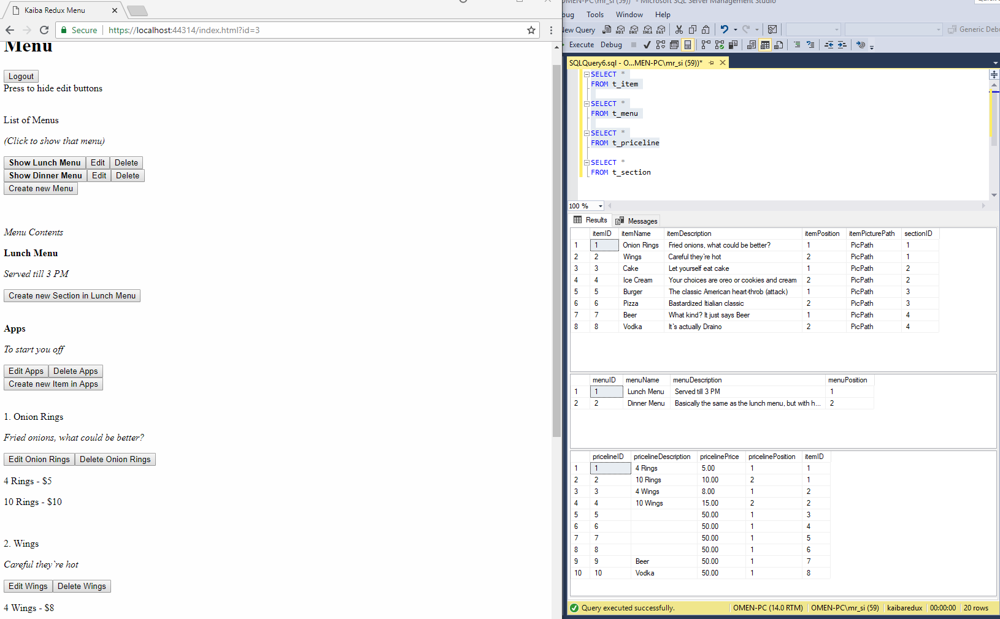 Kaiba Redux Menu
Secure https://localhost:44314/index.html?id=3
Menu
Logout
Press to hide edit buttons
List of Menus
(Click to show that menu)
Show Lunch Menu Edit Delete
Show Dinner Menu Edit Delete
Create new Menu
Menu Contents
Lunch Menu
Served till 3 PM
Create new Section in Lunch Menu
Apps
To start you off
Edit Apps Delete Apps
Create new Item in Apps
1. Onion Rings
Fried onions, what could be better?
Edit Onion Rings Delete Onion Rings
4 Rings - $5
10 Rings - $10
2. Wings
Careful they`re hot
Edit Wings Delete Wings
4 Wings - $8
OMEN-PC\mr_si (59))* - Microsoft SQL Server Management Studio
bug Tools Window Help
New Query MDX DMX XMLA DAX Generic Debu
Execute Debug
SQLQuery6.sql - O...MEN-PC\mr_si (59))*
SELECT *
FROM t_item
SELECT *
FROM t_menu
SELECT *
FROM t_priceline
SELECT *
FROM t_section
100 %
Results Messages
itemID itemName itemDescription itemPosition itemPicturePath sectionID
1 1 Onion Rings Fried onions, what could be better? 1 PicPath 1
2 2 Wings Careful they`re hot 2 PicPath 1
3 3 Cake Let yourself eat cake 1 PicPath 2
4 4 Ice Cream Your choices are oreo or cookies and cream 2 PicPath 2
5 5 Burger The classic American heart-throb (attack) 1 PicPath 3
6 6 Pizza Bastardized Itialian classic 2 PicPath 3
7 7 Beer What kind? It just says Beer 1 PicPath 4
8 8 Vodka It`s actually Draino 2 PicPath 4
menuID menuName menuDescription menuPosition
1 1 Lunch Menu Served till 3 PM 1
2 2 Dinner Menu Basically the same as the lunch menu, but with h... 2
pricelineID pricelineDescription pricelinePrice pricelinePosition itemID
1 1 4 Rings 5.00 1 1
2 2 10 Rings 10.00 2 1
3 3 4 Wings 8.00 1 2
4 4 10 Wings 15.00 2 2
5 5 50.00 1 3
6 6 50.00 1 4
7 7 50.00 1 5
8 8 50.00 1 6
9 9 Beer 50.00 1 7
10 10 Vodka 50.00 1 8
Query executed successfully. OMEN-PC (14.0 RTM) OMEN-PC\mr_si (59) kaibaredux 00:00:00 20 rows